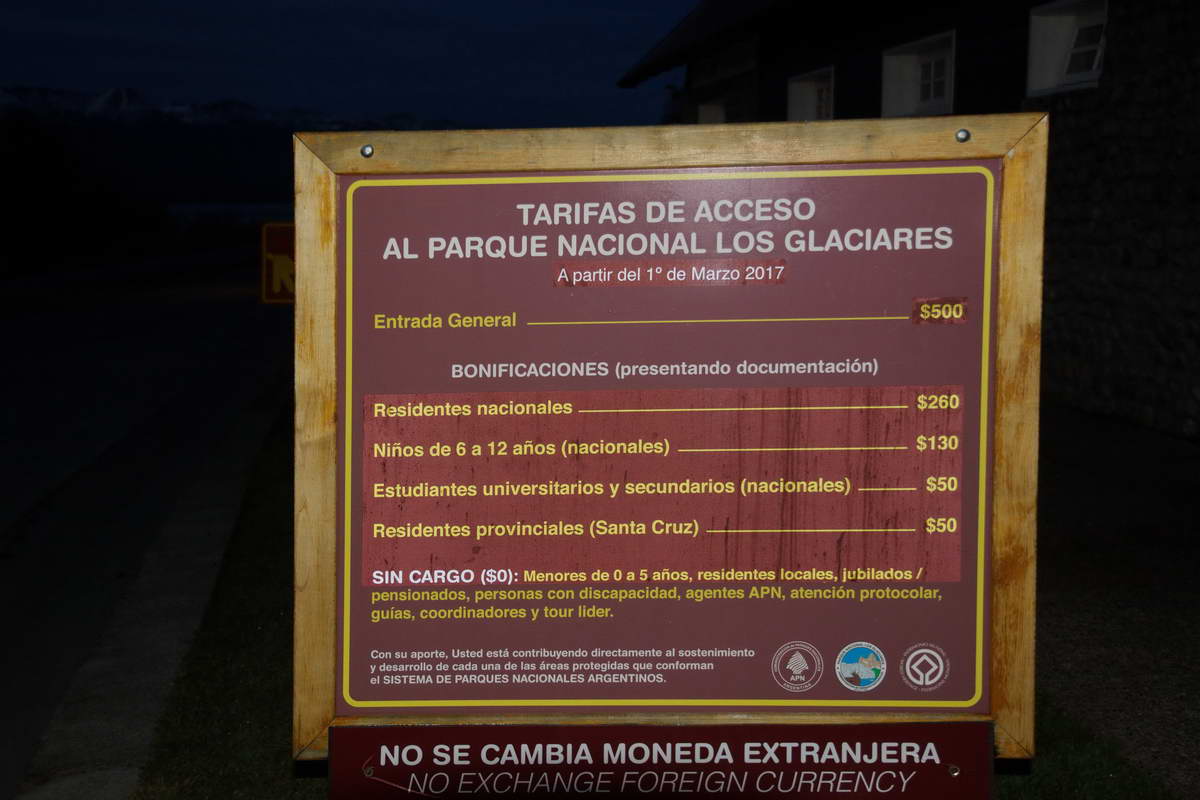 TARIFAS DE ACCESO
AL PARQUE NACIONAL LOS GLACIARES
A partir del 1º de Marzo 2017
Entrada General $500
BONIFICACIONES (presentando documentación)
Residentes nacionales $260
Niños de 6 a 12 años (nacionales) $130
Estudiantes universitarios y secundarios (nacionales) $50
Residentes provinciales (Santa Cruz) $50
SIN CARGO ($0): Menores de 0 a 5 años, residentes locales, jubilados /
pensionados, personas con discapacidad, agentes APN, atención protocolar,
guías, coordinadores y tour lider.
Con su aporte, Usted está contribuyendo directamente al sostenimiento
y desarrollo de cada una de las áreas protegidas que conforman
el SISTEMA DE PARQUES NACIONALES ARGENTINOS.
APN
ARGENTINA
NO SE CAMBIA MONEDA EXTRANJERA
NO EXCHANGE FOREIGN CURRENCY